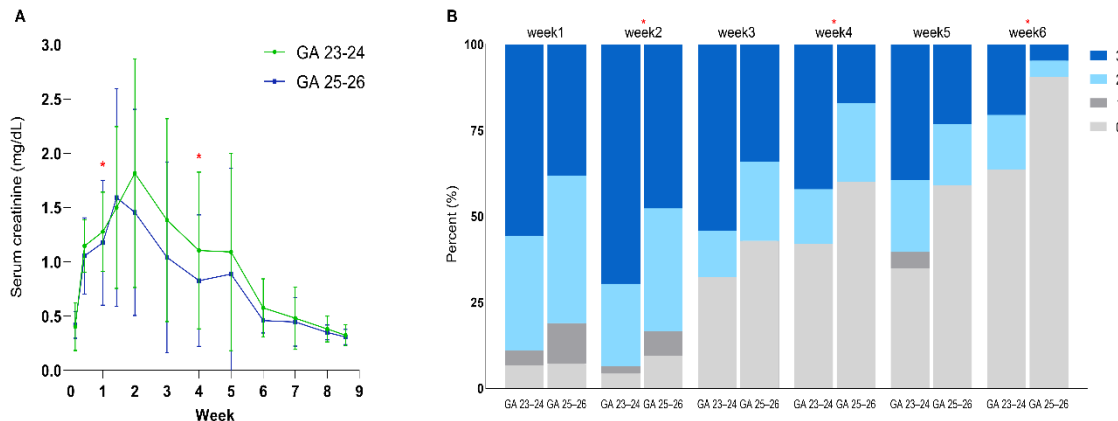 A
Serum creatinine (mg/dL)
3.0
2.5
2.0
1.5
1.0
0.5
0.0
GA 23-24
GA 25-26
*
*
0 1 2 3 4 5 6 7 8 9
Week
B
Percent (%)
* * *
week1 week2 week3 week4 week5 week6
100
75
50
25
0
3
2
0
GA 23–24 GA 25–26 GA 23–24 GA 25–26 GA 23–24 GA 25–26 GA 23–24 GA 25–26 GA 23–24 GA 25–26 GA 23–24 GA 25–26